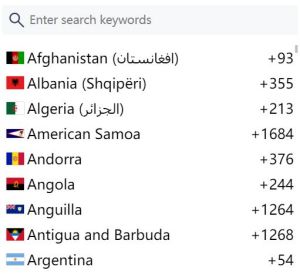 Enter search keywords
Afghanistan (افغانستان) +93
Albania (Shqipëri) +355
Algeria (الجزائر) +213
American Samoa +1684
Andorra +376
Angola +244
Anguilla +1264
Antigua and Barbuda +1268
Argentina +54